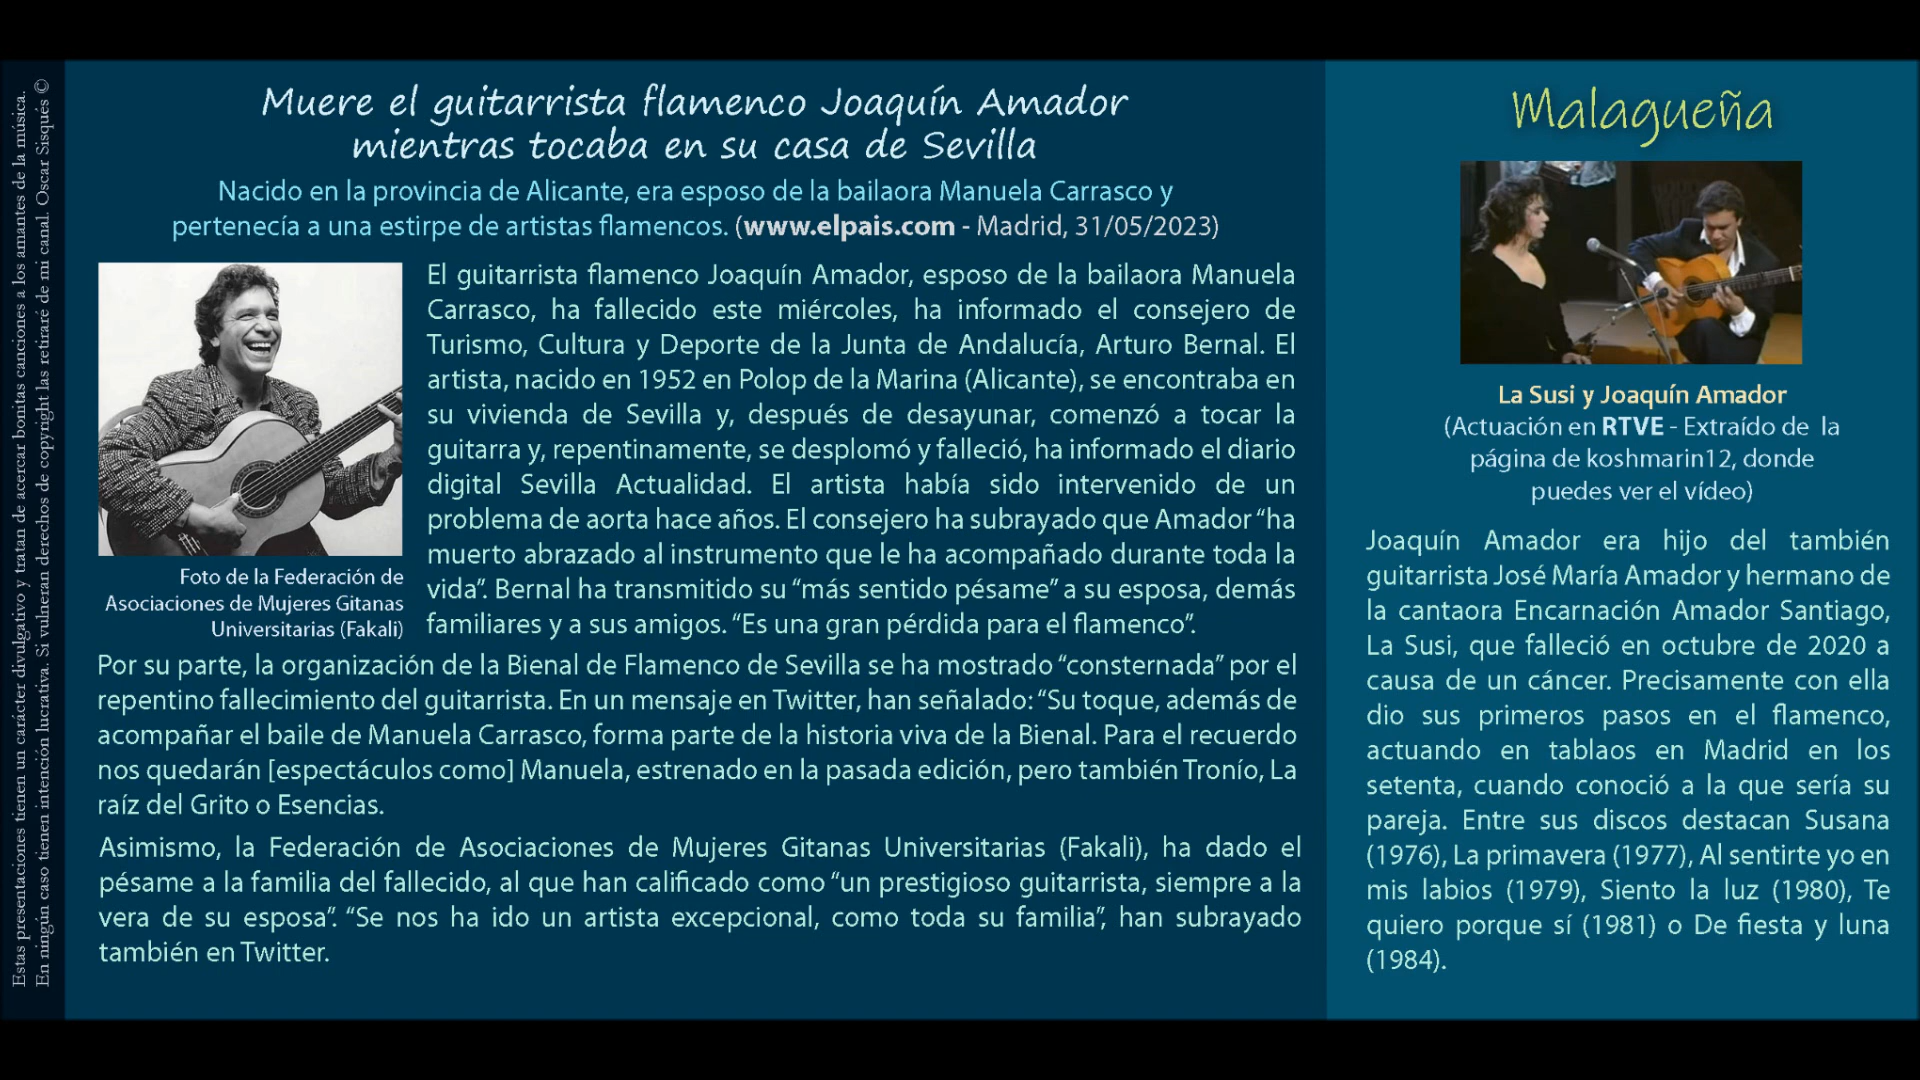 Estas presentaciones tienen un carácter divulgativo y tratan de acercar bonitas canciones a los amantes de la música.
En ningún caso tienen intención lucrativa. Si vulneran derechos de copyright las retiraré de mi canal. Oscar Sisqués ©
Muere el guitarrista flamenco Joaquín Amador
mientras tocaba en su casa de Sevilla
Nacido en la provincia de Alicante, era esposo de la bailaora Manuela Carrasco y
pertenecía a una estirpe de artistas flamencos. (www.elpais.com - Madrid, 31/05/2023)
El guitarrista flamenco Joaquín Amador, esposo de la bailaora Manuela
Carrasco, ha fallecido este miércoles, ha informado el consejero de
Turismo, Cultura y Deporte de la Junta de Andalucía, Arturo Bernal. El
artista, nacido en 1952 en Polop de la Marina (Alicante), se encontraba en
su vivienda de Sevilla y, después de desayunar, comenzó a tocar la
guitarra y, repentinamente, se desplomó y falleció, ha informado el diario
digital Sevilla Actualidad. El artista había sido intervenido de un
problema de aorta hace años. El consejero ha subrayado que Amador “ha
muerto abrazado al instrumento que le ha acompañado durante toda la
vida”. Bernal ha transmitido su “más sentido pésame” a su esposa, demás
familiares y a sus amigos. “Es una gran pérdida para el flamenco”.
Foto de la Federación de
Asociaciones de Mujeres Gitanas
Universitarias (Fakali)
Por su parte, la organización de la Bienal de Flamenco de Sevilla se ha mostrado “consternada” por el
repentino fallecimiento del guitarrista. En un mensaje en Twitter, han señalado: “Su toque, además de
acompañar el baile de Manuela Carrasco, forma parte de la historia viva de la Bienal. Para el recuerdo
nos quedarán [espectáculos como] Manuela, estrenado en la pasada edición, pero también Tronío, La
raíz del Grito o Esencias.
Asimismo, la Federación de Asociaciones de Mujeres Gitanas Universitarias (Fakali), ha dado el
pésame a la familia del fallecido, al que han calificado como “un prestigioso guitarrista, siempre a la
vera de su esposa”. “Se nos ha ido un artista excepcional, como toda su familia”, han subrayado
también en Twitter.
Malagueña
La Susi y Joaquín Amador
(Actuación en RTVE - Extraído de la
página de koshmarin12, donde
puedes ver el vídeo)
Joaquín Amador era hijo del también
guitarrista José María Amador y hermano de
la cantaora Encarnación Amador Santiago,
La Susi, que falleció en octubre de 2020 a
causa de un cáncer. Precisamente con ella
dio sus primeros pasos en el flamenco,
actuando en tablaos en Madrid en los
setenta, cuando conoció a la que sería su
pareja. Entre sus discos destacan Susana
(1976), La primavera (1977), Al sentirte yo en
mis labios (1979), Siento la luz (1980), Te
quiero porque sí (1981) o De fiesta y luna
(1984).